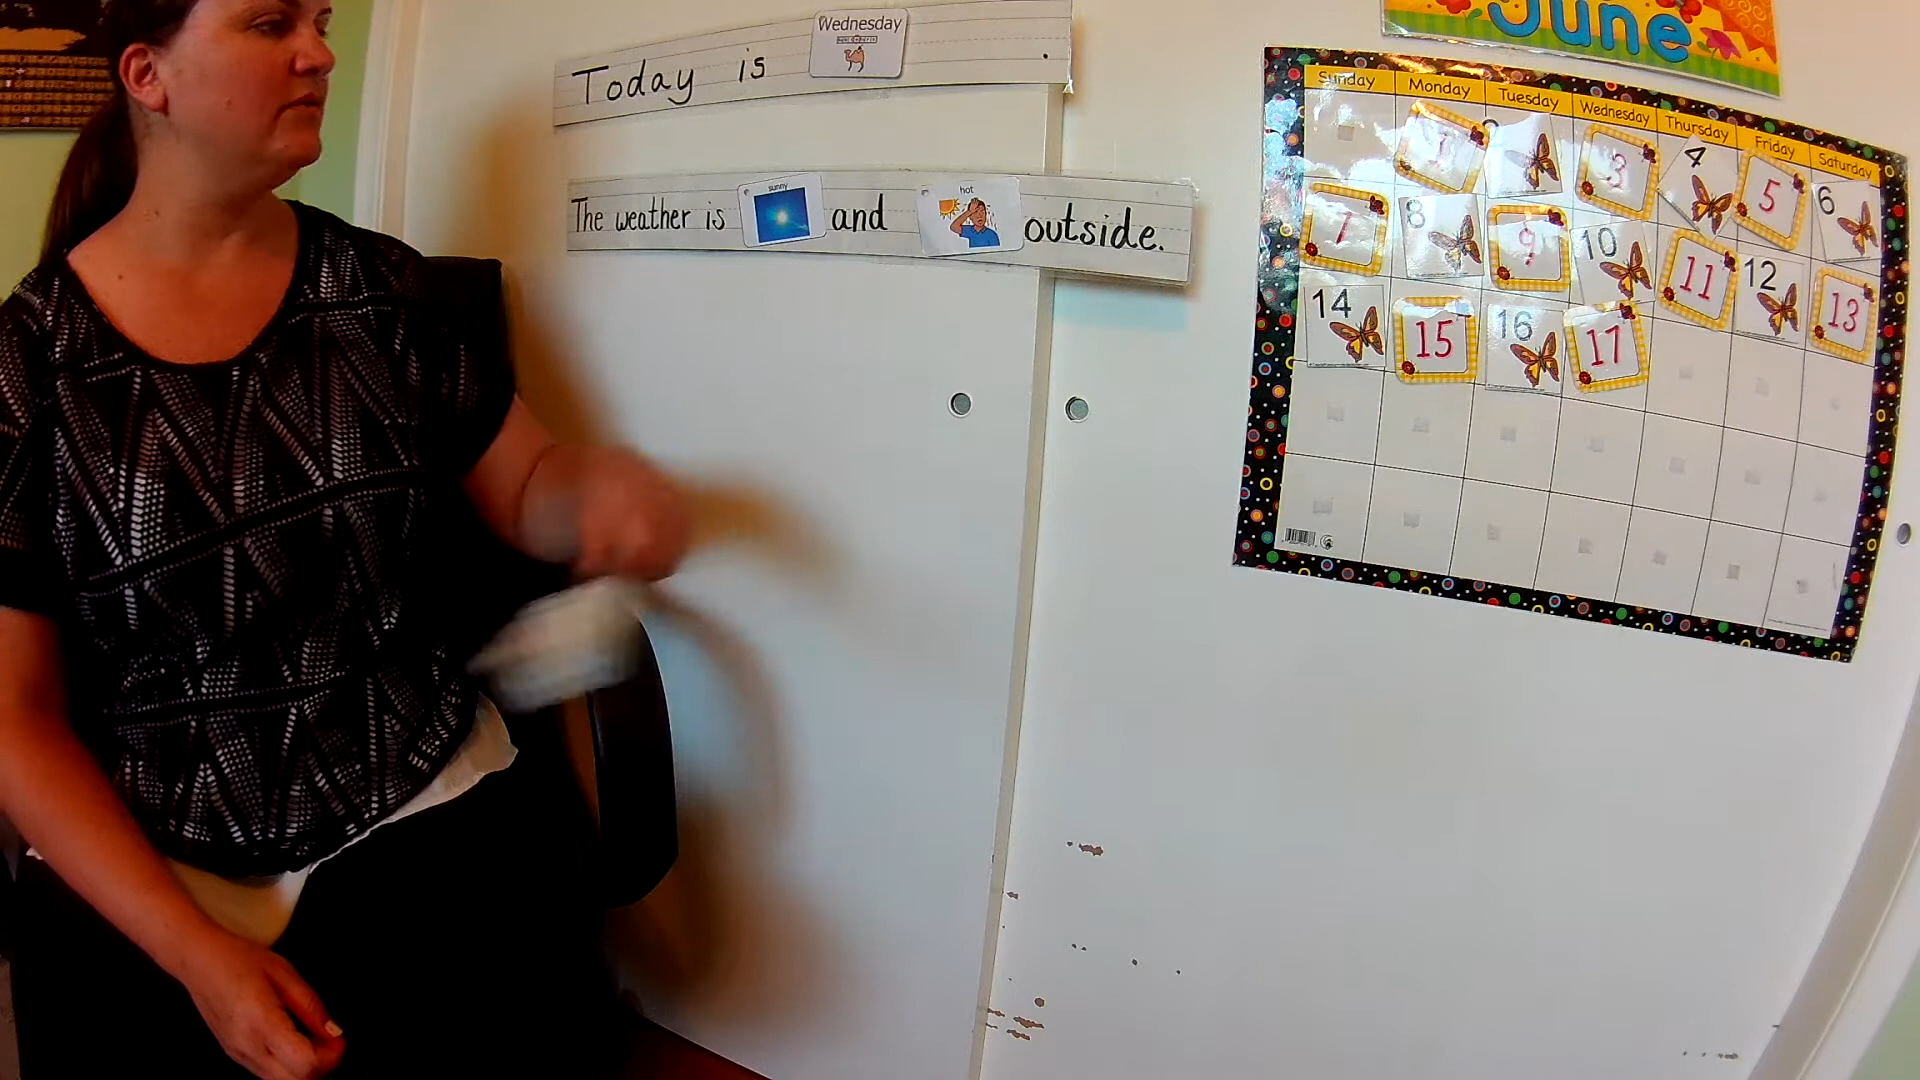 Wednesday
Today is .
sunny
hot
The weather is and outside.
June
Sunday Monday Tuesday Wednesday Thursday Friday Saturday
1 3 4 5 6
7 8 9 10 11 12 13
14 15 16 17